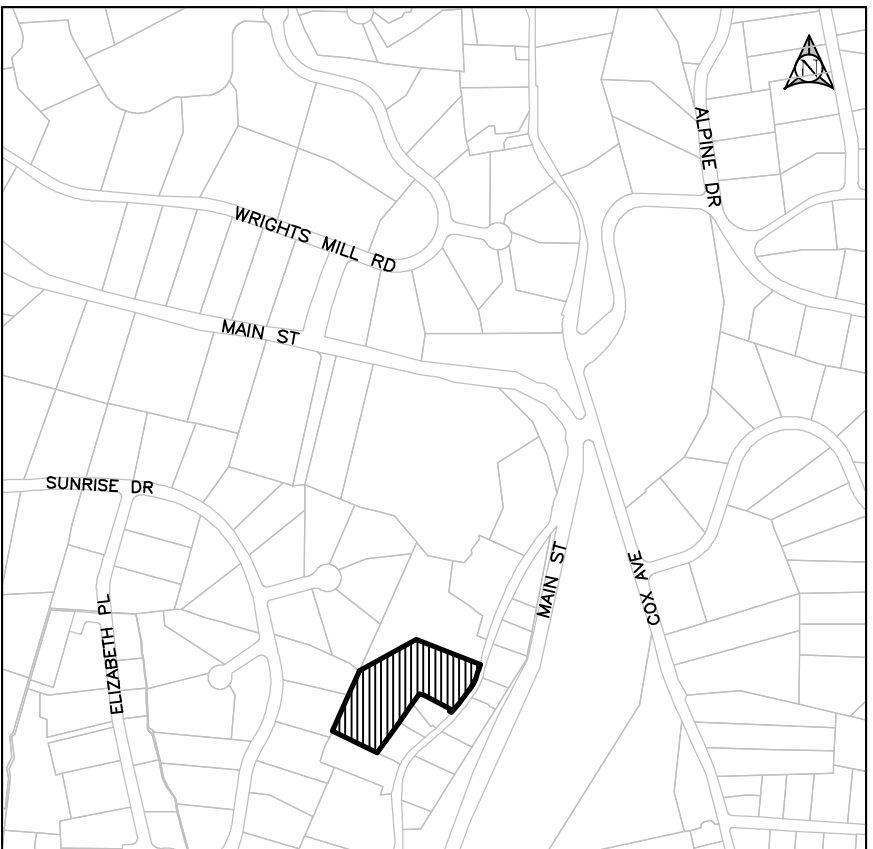 N
ALPINE DR
WRIGHTS MILL RD
MAIN ST
SUNRISE DR
MAIN ST
COX AVE
ELIZABETH PL